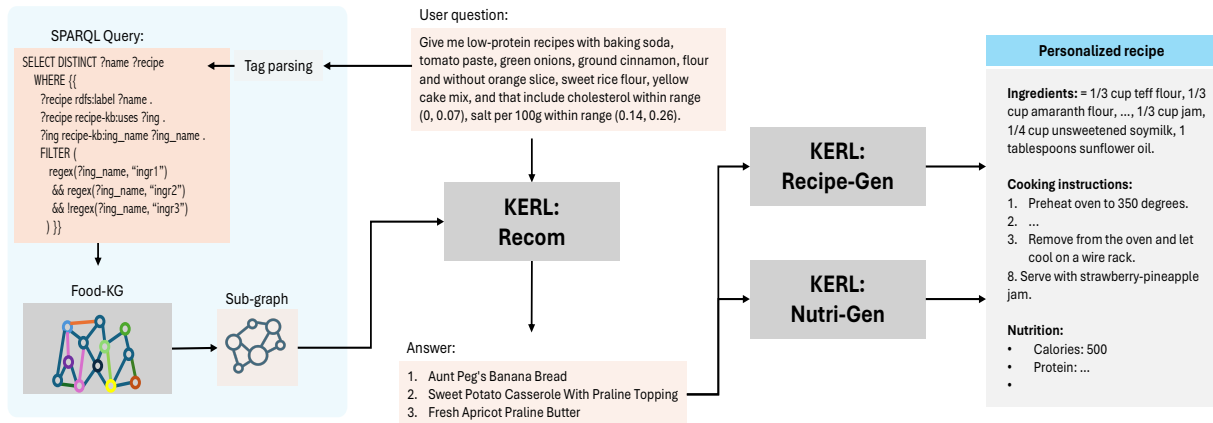 SPARQL Query:
SELECT DISTINCT ?name ?recipe
WHERE {{
?recipe rdfs:label ?name .
?recipe recipe-kb:uses ?ing .
?ing recipe-kb:ing_name ?ing_name .
FILTER (
regex(?ing_name, “ingr1”)
&& regex(?ing_name, “ingr2”)
&& !regex(?ing_name, “ingr3”)
) }}
Tag parsing
Food-KG
Sub-graph
User question:
Give me low-protein recipes with baking soda,
tomato paste, green onions, ground cinnamon, flour
and without orange slice, sweet rice flour, yellow
cake mix, and that include cholesterol within range
(0, 0.07), salt per 100g within range (0.14, 0.26).
KERL:
Recom
Answer:
1. Aunt Peg's Banana Bread
2. Sweet Potato Casserole With Praline Topping
3. Fresh Apricot Praline Butter
KERL:
Recipe-Gen
KERL:
Nutri-Gen
Personalized recipe
Ingredients: = 1/3 cup teff flour, 1/3
cup amaranth flour, ..., 1/3 cup jam,
1/4 cup unsweetened soymilk, 1
tablespoons sunflower oil.
Cooking instructions:
1. Preheat oven to 350 degrees.
2. ...
3. Remove from the oven and let
cool on a wire rack.
8. Serve with strawberry-pineapple
jam.
Nutrition:
• Calories: 500
• Protein: ...
•